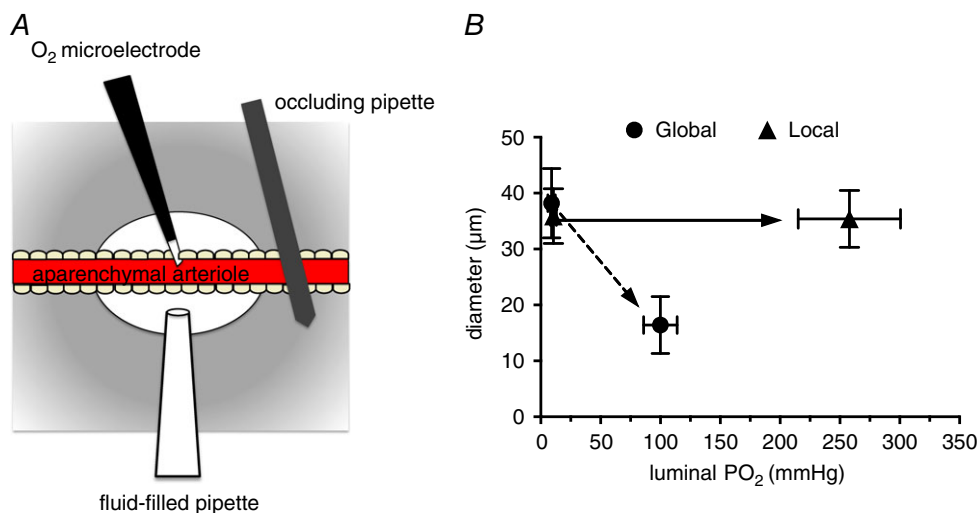 A
O2 microelectrode
occluding pipette
aparenchymal arteriole
fluid-filled pipette
B
Global
Local
diameter (µm)
50
40
30
20
10
0
0 50 100 150 200 250 300 350
luminal PO2 (mmHg)